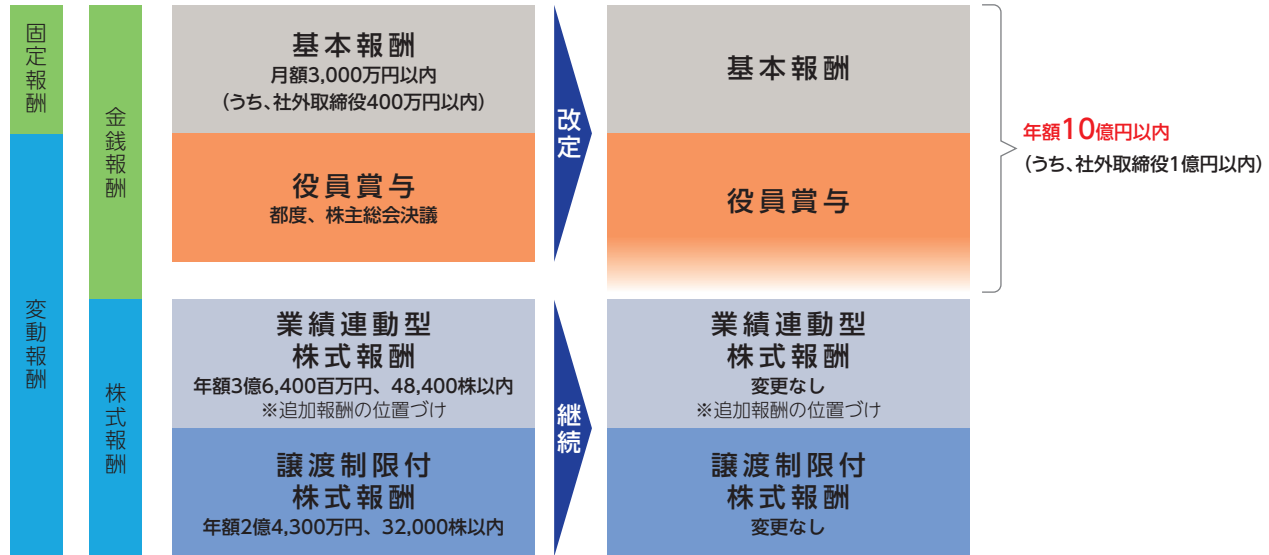 固定報酬
変動報酬
金銭報酬
株式報酬
基本報酬
月額3,000万円以内
（うち、社外取締役400万円以内）
役員賞与
都度、株主総会決議
業績連動型
株式報酬
年額3億6,400百万円、48,400株以内
※追加報酬の位置づけ
譲渡制限付
株式報酬
年額2億4,300万円、32,000株以内
改定
継続
基本報酬
役員賞与
業績連動型
株式報酬
変更なし
※追加報酬の位置づけ
譲渡制限付
株式報酬
変更なし
年額10億円以内
（うち、社外取締役1億円以内）